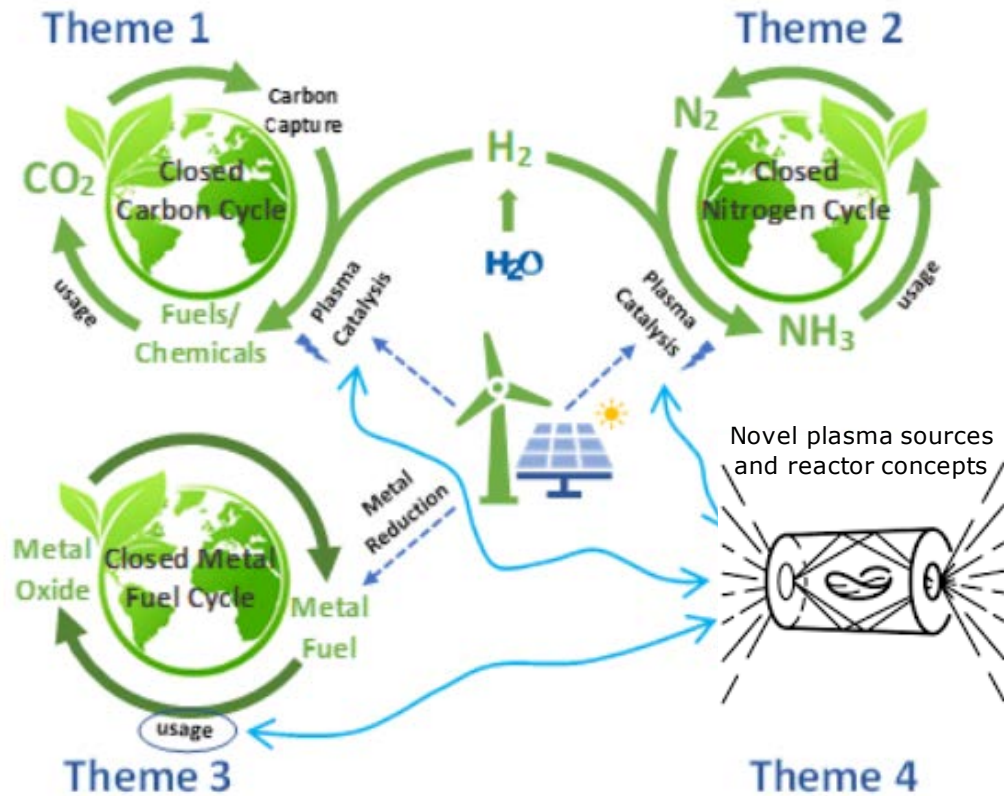 Theme 1
Theme 2
Carbon
Capture
CO₂
Closed
Carbon Cycle
usage
Fuels/
Chemicals
H₂
H₂O
N₂
Closed
Nitrogen Cycle
usage
NH₃
Plasma
Catalysis
Plasma
Catalysis
Novel plasma sources
and reactor concepts
Metal
Reduction
Metal
Oxide
Closed Metal
Fuel Cycle
Metal
Fuel
usage
Theme 3
Theme 4